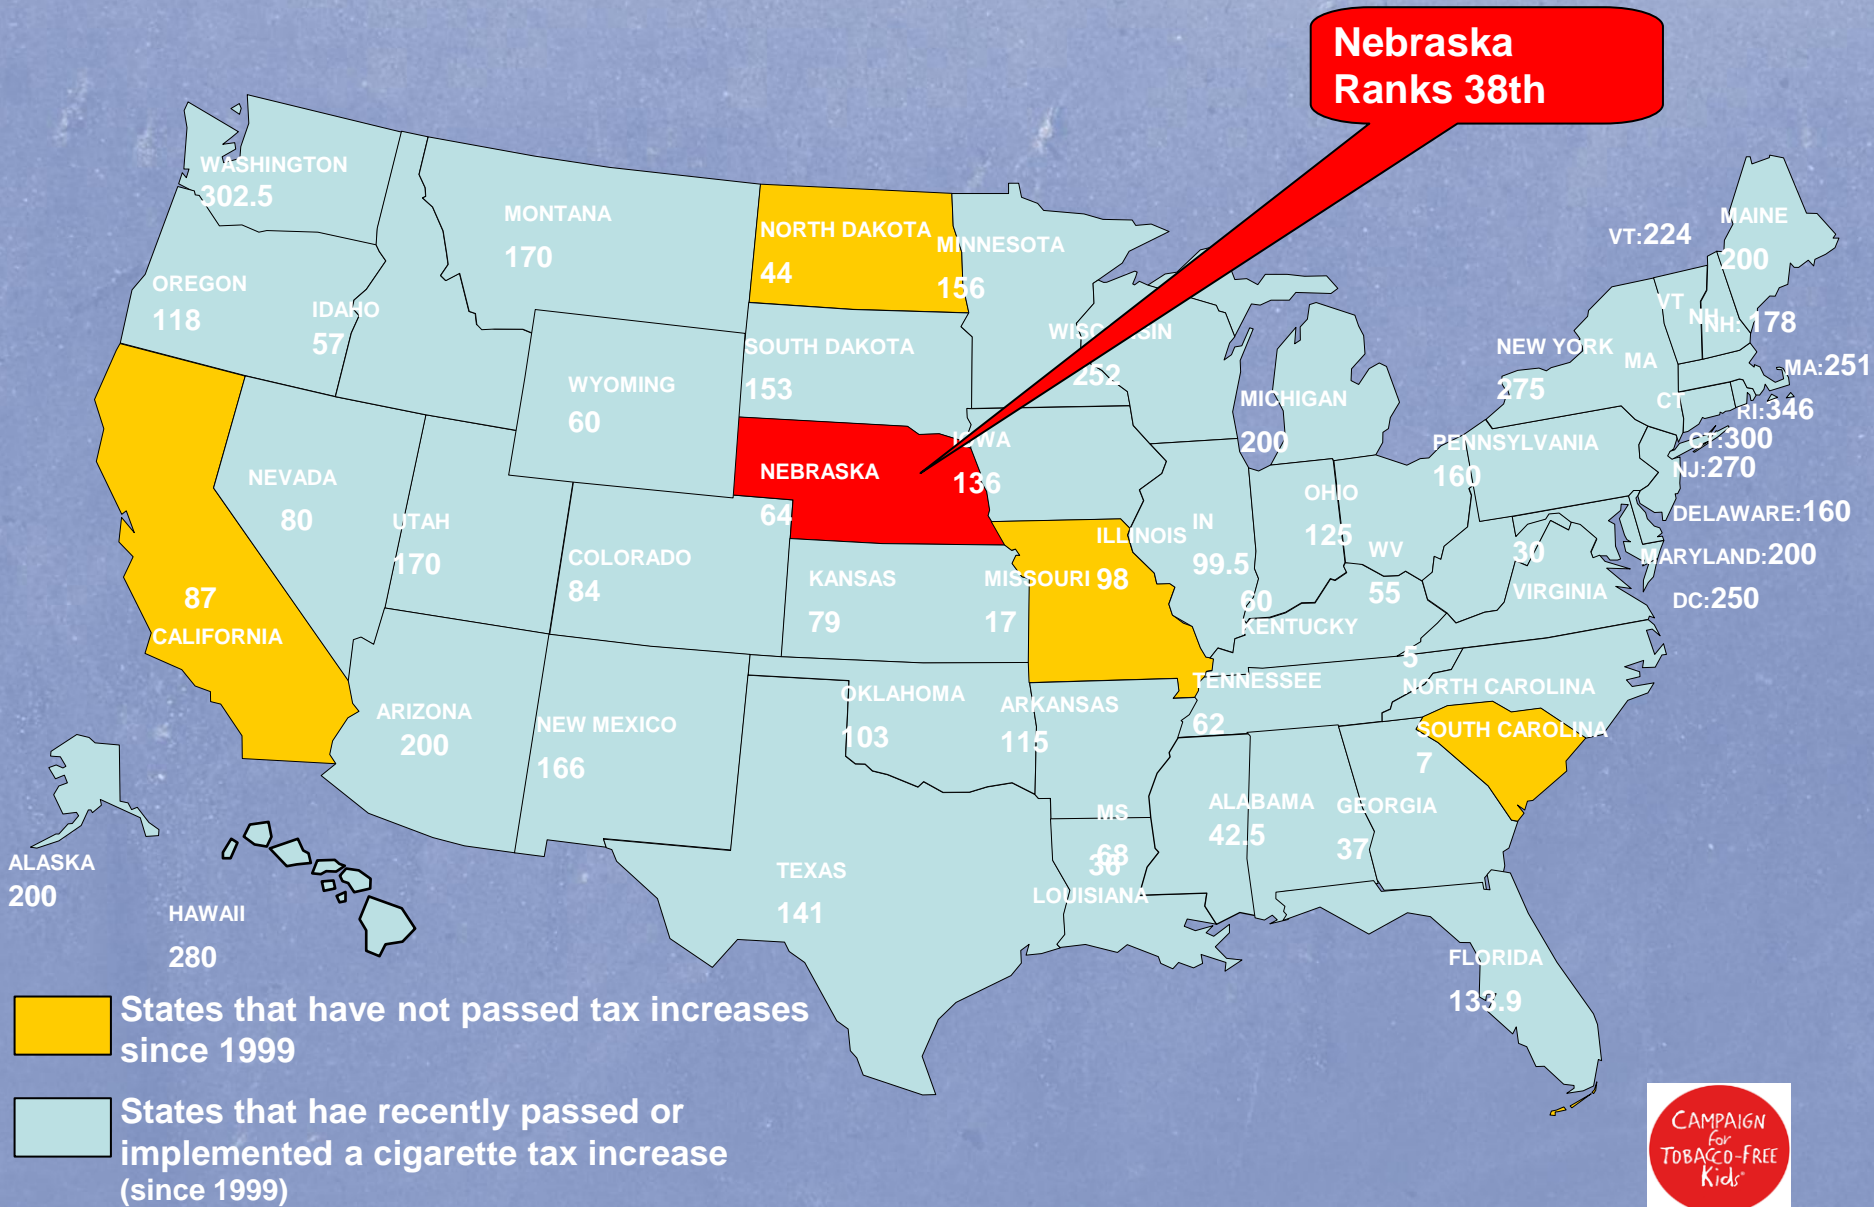 Nebraska
Ranks 38th
WASHINGTON
302.5
MONTANA
170
NORTH DAKOTA
44
MINNESOTA
156
VT:224
MAINE
200
OREGON
118
IDAHO
57
VT
NH
NH: 178
WISCONSIN
252
SOUTH DAKOTA
153
NEW YORK
275
MA
MA:251
WYOMING
60
MICHIGAN
200
CT
RI:346
CT:300
IOWA
136
PENNSYLVANIA
160
NJ:270
NEBRASKA
64
NEVADA
80
OHIO
125
DELAWARE:160
UTAH
170
ILLINOIS
98
IN
99.5
WV
55
30
VIRGINIA
MARYLAND:200
COLORADO
84
KANSAS
79
MISSOURI
17
DC:250
87
CALIFORNIA
60
KENTUCKY
5
NORTH CAROLINA
TENNESSEE
62
ARIZONA
200
NEW MEXICO
166
OKLAHOMA
103
ARKANSAS
115
SOUTH CAROLINA
7
MS
68
ALABAMA
42.5
GEORGIA
37
ALASKA
200
TEXAS
141
36
LOUISIANA
HAWAII
280
FLORIDA
133.9
States that have not passed tax increases
since 1999
States that hae recently passed or
implemented a cigarette tax increase
(since 1999)
CAMPAIGN
for
TOBACCO-FREE
Kids